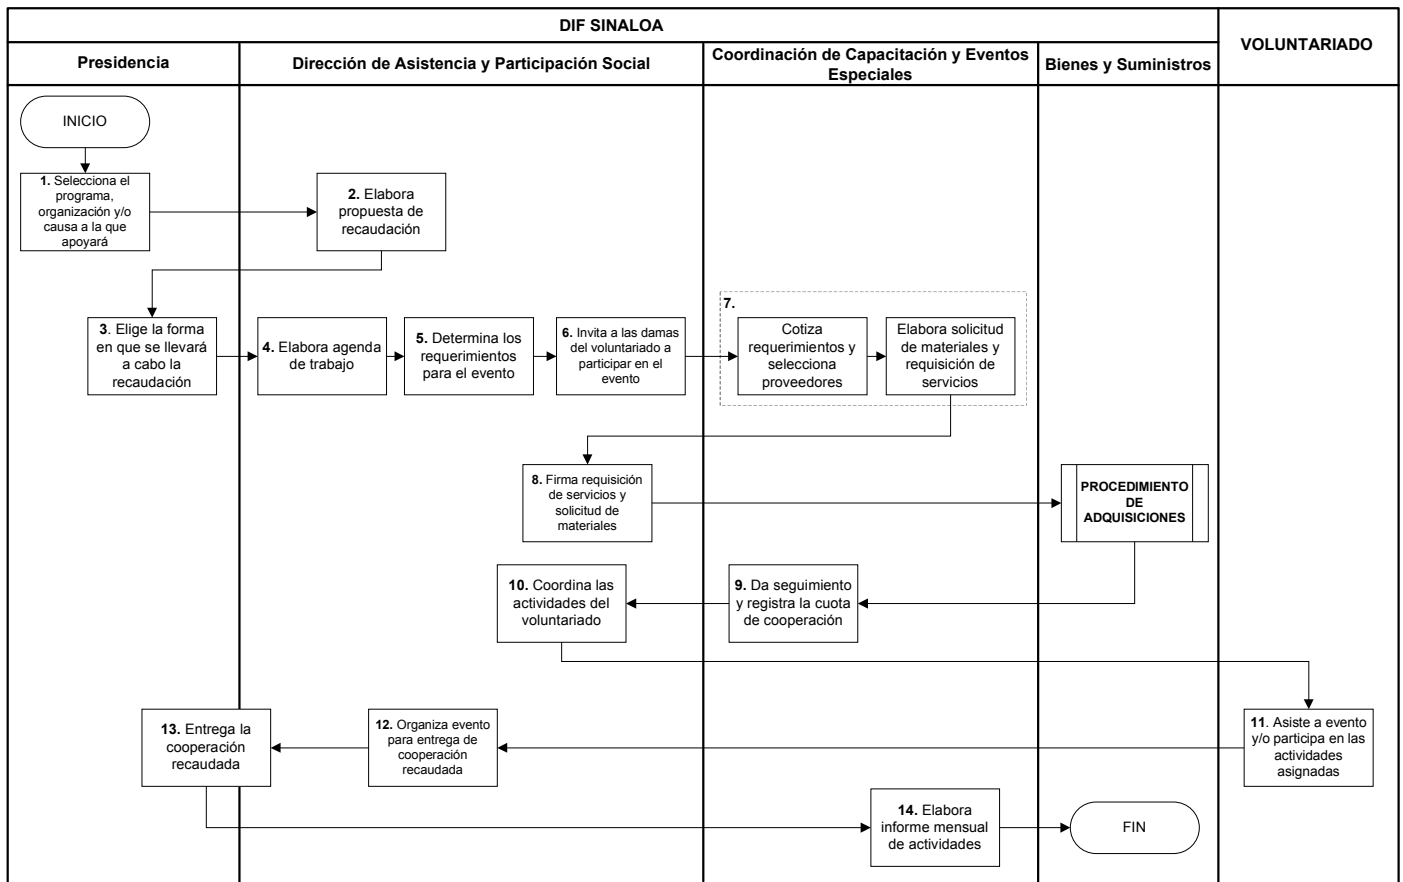 DIF SINALOA
VOLUNTARIADO
Presidencia
Dirección de Asistencia y Participación Social
Coordinación de Capacitación y Eventos
Especiales
Bienes y Suministros
INICIO
1. Selecciona el
programa,
organización y/o
causa a la que
apoyará
2. Elabora
propuesta de
recaudación
3. Elige la forma
en que se llevará
a cabo la
recaudación
4. Elabora agenda
de trabajo
5. Determina los
requerimientos
para el evento
6. Invita a las damas
del voluntariado a
participar en el
evento
7.
Cotiza
requerimientos y
selecciona
proveedores
Elabora solicitud
de materiales y
requisición de
servicios
8. Firma requisición
de servicios y
solicitud de
materiales
PROCEDIMIENTO
DE
ADQUISICIONES
10. Coordina las
actividades del
voluntariado
9. Da seguimiento
y registra la cuota
de cooperación
13. Entrega la
cooperación
recaudada
12. Organiza evento
para entrega de
cooperación
recaudada
11. Asiste a evento
y/o participa en las
actividades
asignadas
14. Elabora
informe mensual
de actividades
FIN